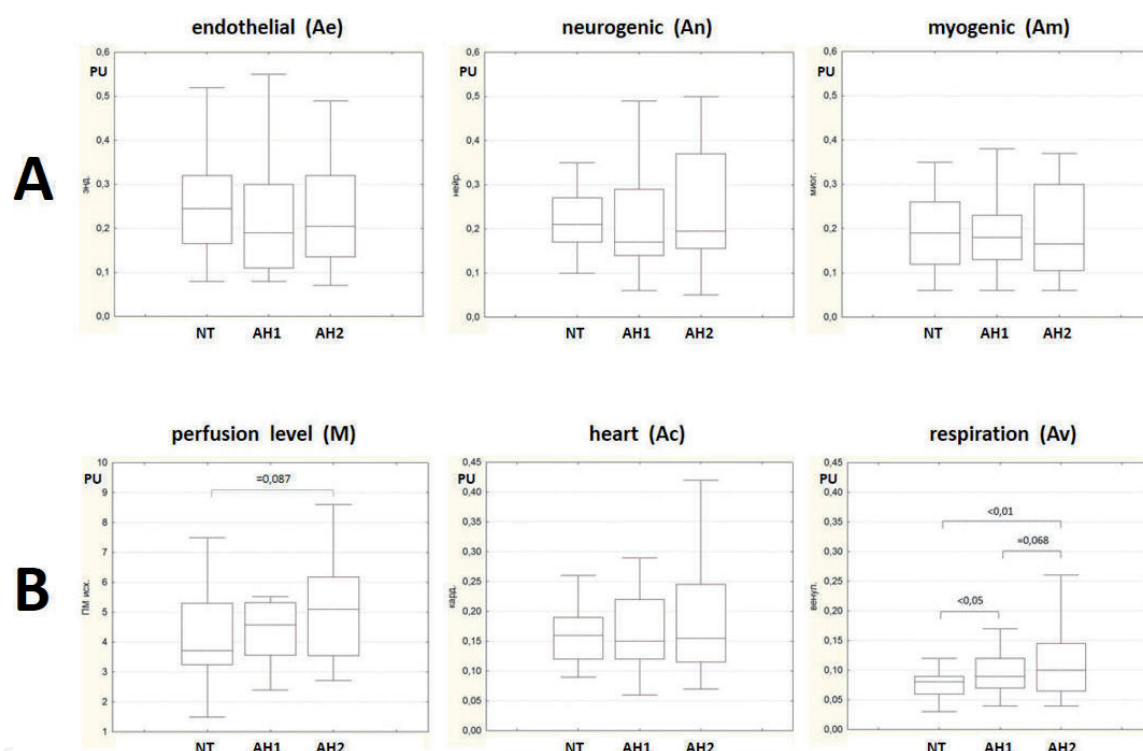 endothelial (Ae)
neurogenic (An)
myogenic (Am)
A
0,6
PU
0,5
0,4
0,3
0,2
0,1
0,0
энд.
NT AH1 AH2
0,6
PU
0,5
0,4
0,3
0,2
0,1
0,0
нейр.
NT AH1 AH2
0,6
PU
0,5
0,4
0,3
0,2
0,1
0,0
миог.
NT AH1 AH2
perfusion level (M)
heart (Ac)
respiration (Av)
B
10
PU
9
8
7
6
5
4
3
2
1
ПМ исх.
=0,087
NT AH1 AH2
0,45
PU
0,40
0,35
0,30
0,25
0,20
0,15
0,10
0,05
0,00
кард.
NT AH1 AH2
0,45
PU
0,40
0,35
0,30
0,25
0,20
0,15
0,10
0,05
0,00
венул.
<0,01
=0,068
<0,05
NT AH1 AH2